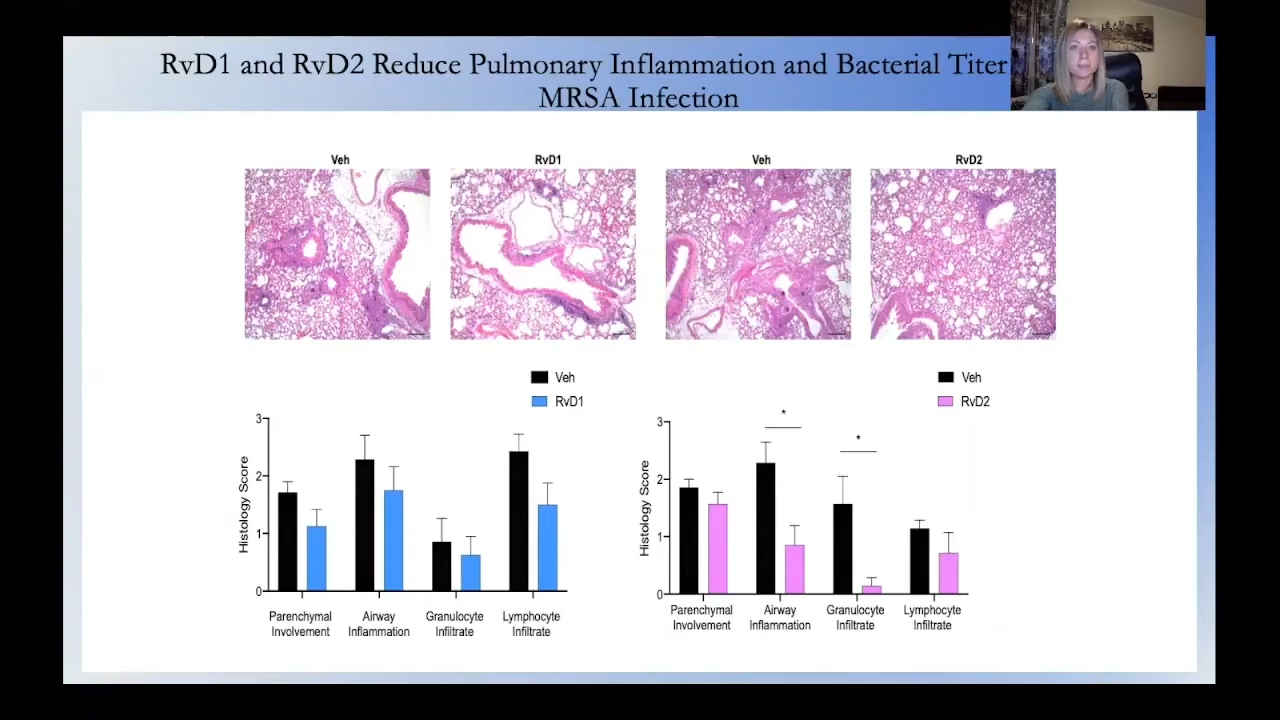 RvD1 and RvD2 Reduce Pulmonary Inflammation and Bacterial Titer
MRSA Infection
Veh
RvD1
Veh
RvD2
Veh
RvD1
3
2
1
0
Histology Score
Parenchymal
Involvement
Airway
Inflammation
Granulocyte
Infiltrate
Lymphocyte
Infiltrate
Veh
RvD2
*
*
3
2
1
0
Histology Score
Parenchymal
Involvement
Airway
Inflammation
Granulocyte
Infiltrate
Lymphocyte
Infiltrate